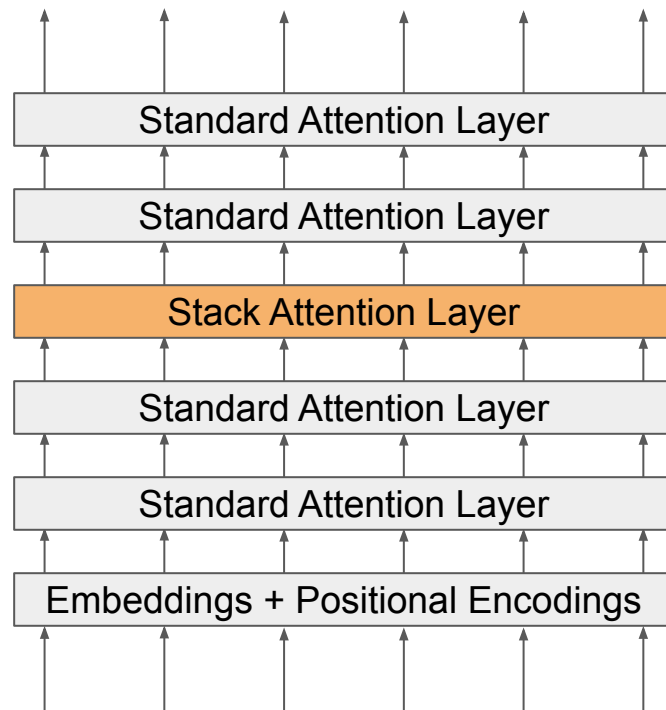 Standard Attention Layer
Standard Attention Layer
Stack Attention Layer
Standard Attention Layer
Standard Attention Layer
Embeddings + Positional Encodings